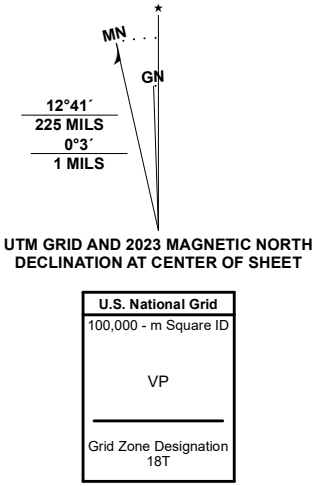 ★
MN
GN
12°41´
225 MILS
0°3´
1 MILS
UTM GRID AND 2023 MAGNETIC NORTH
DECLINATION AT CENTER OF SHEET
U.S. National Grid
100,000 - m Square ID
VP
Grid Zone Designation
18T